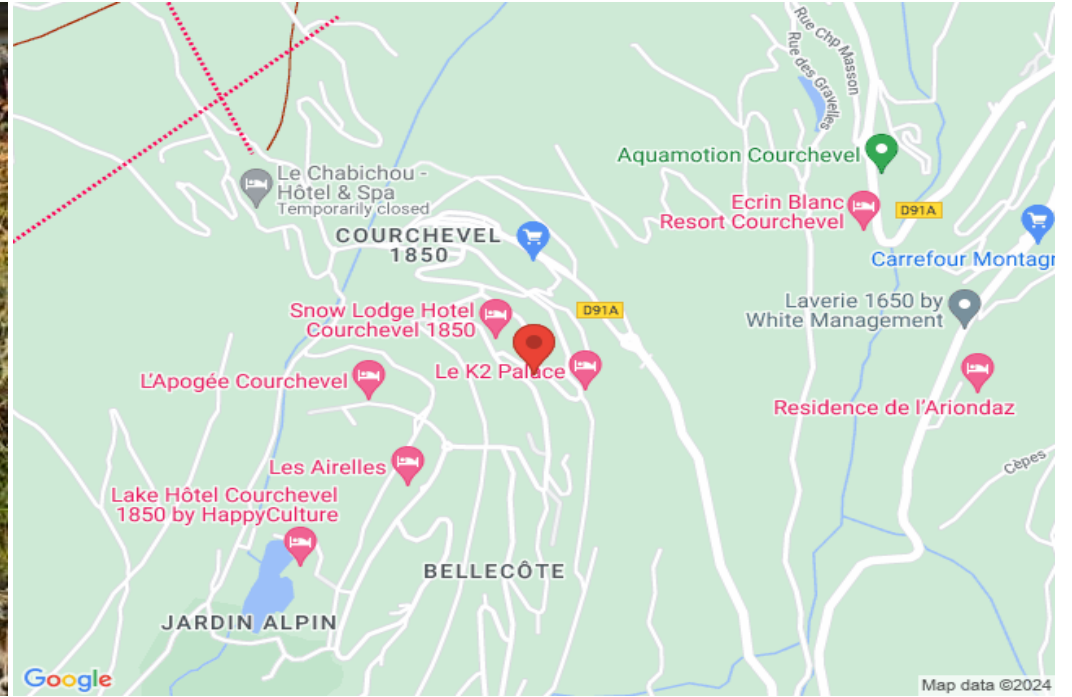 Rue Chp Masson
Rue des Gravelles
Aquamotion Courchevel
Le Chabichou -
Hôtel & Spa
Temporarily closed
Ecrin Blanc
Resort Courchevel
D91A
COURCHEVEL
1850
Carrefour Montagn
Snow Lodge Hotel
Courchevel 1850
D91A
Laverie 1650 by
White Management
L'Apogée Courchevel
Le K2 Palace
Residence de l'Ariondaz
Les Airelles
Cèpes
Lake Hôtel Courchevel
1850 by HappyCulture
BELLECÔTE
JARDIN ALPIN
Google
Map data ©2024